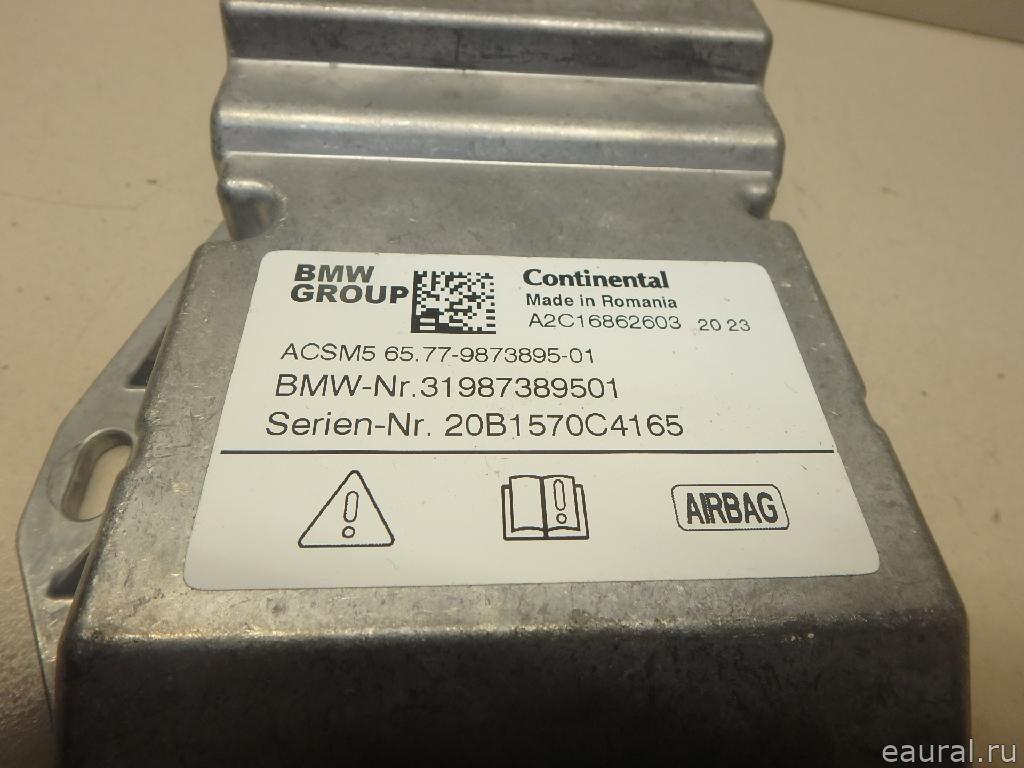 BMW
GROUP
Continental
Made in Romania
A2C16862603 20 23
ACSM5 65.77-9873895-01
BMW-Nr.31987389501
Serien-Nr. 20B1570C4165
AIRBAG
eaural.ru